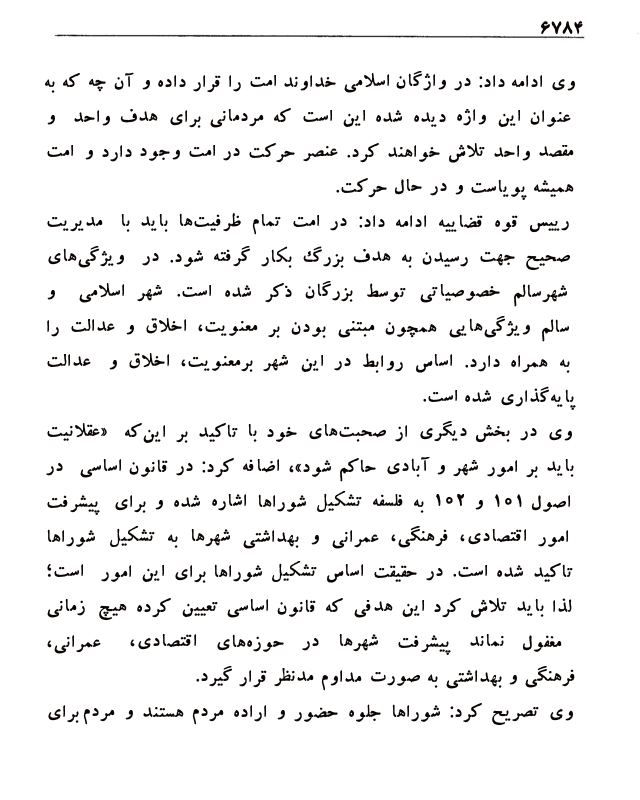 ۶۷۸۴
وی ادامه داد: در واژگان اسلامی خداوند امت را قرار داده و آن چه که به
عنوان این واژه دیده شده این است که مردمانی برای هدف واحد و
مقصد واحد تلاش خواهند کرد. عنصر حرکت در امت وجود دارد و امت
همیشه پویاست و در حال حرکت.
رییس قوه قضاییه ادامه داد: در امت تمام ظرفیت‌ها باید با مدیریت
صحیح جهت رسیدن به هدف بزرگ بکار گرفته شود. در ویژگی‌های
شهرسالم خصوصیاتی توسط بزرگان ذکر شده است. شهر اسلامی و
سالم ویژگی‌هایی همچون مبتنی بودن بر معنویت، اخلاق و عدالت را
به همراه دارد. اساس روابط در این شهر برمعنویت، اخلاق و عدالت
پایه‌گذاری شده است.
وی در بخش دیگری از صحبت‌های خود با تاکید بر این‌که «عقلانیت
باید بر امور شهر و آبادی حاکم شود»، اضافه کرد: در قانون اساسی در
اصول ۱۰۱ و ۱۰۲ به فلسفه تشکیل شوراها اشاره شده و برای پیشرفت
امور اقتصادی، فرهنگی، عمرانی و بهداشتی شهرها به تشکیل شوراها
تاکید شده است. در حقیقت اساس تشکیل شوراها برای این امور است؛
لذا باید تلاش کرد این هدفی که قانون اساسی تعیین کرده هیچ زمانی
مغفول نماند پیشرفت شهرها در حوزه‌های اقتصادی، عمرانی،
فرهنگی و بهداشتی به صورت مداوم مدنظر قرار گیرد.
وی تصریح کرد: شوراها جلوه حضور و اراده مردم هستند و مردم برای